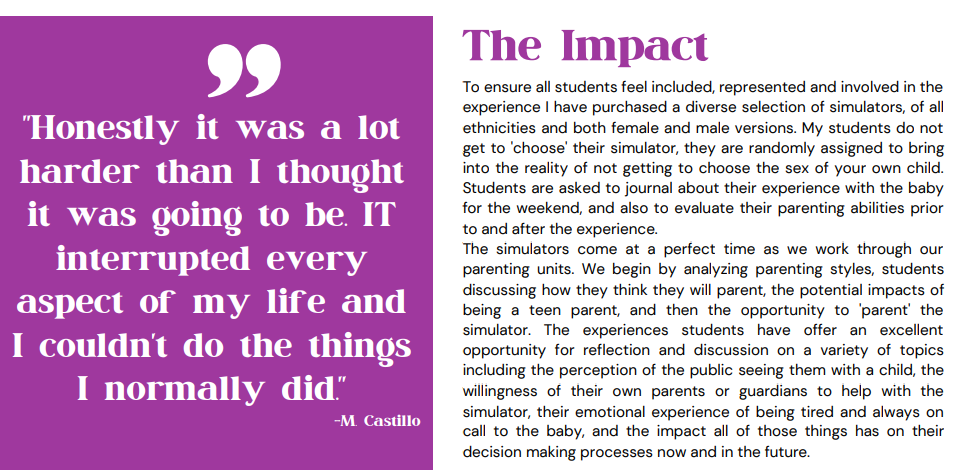 "Honestly it was a lot
harder than I thought
it was going to be. IT
interrupted every
aspect of my life and
I couldn't do the things
I normally did."
-M. Castillo
The Impact
To ensure all students feel included, represented and involved in the
experience I have purchased a diverse selection of simulators, of all
ethnicities and both female and male versions. My students do not
get to 'choose' their simulator, they are randomly assigned to bring
into the reality of not getting to choose the sex of your own child.
Students are asked to journal about their experience with the baby
for the weekend, and also to evaluate their parenting abilities prior
to and after the experience.
The simulators come at a perfect time as we work through our
parenting units. We begin by analyzing parenting styles, students
discussing how they think they will parent, the potential impacts of
being a teen parent, and then the opportunity to 'parent' the
simulator. The experiences students have offer an excellent
opportunity for reflection and discussion on a variety of topics
including the perception of the public seeing them with a child, the
willingness of their own parents or guardians to help with the
simulator, their emotional experience of being tired and always on
call to the baby, and the impact all of those things has on their
decision making processes now and in the future.